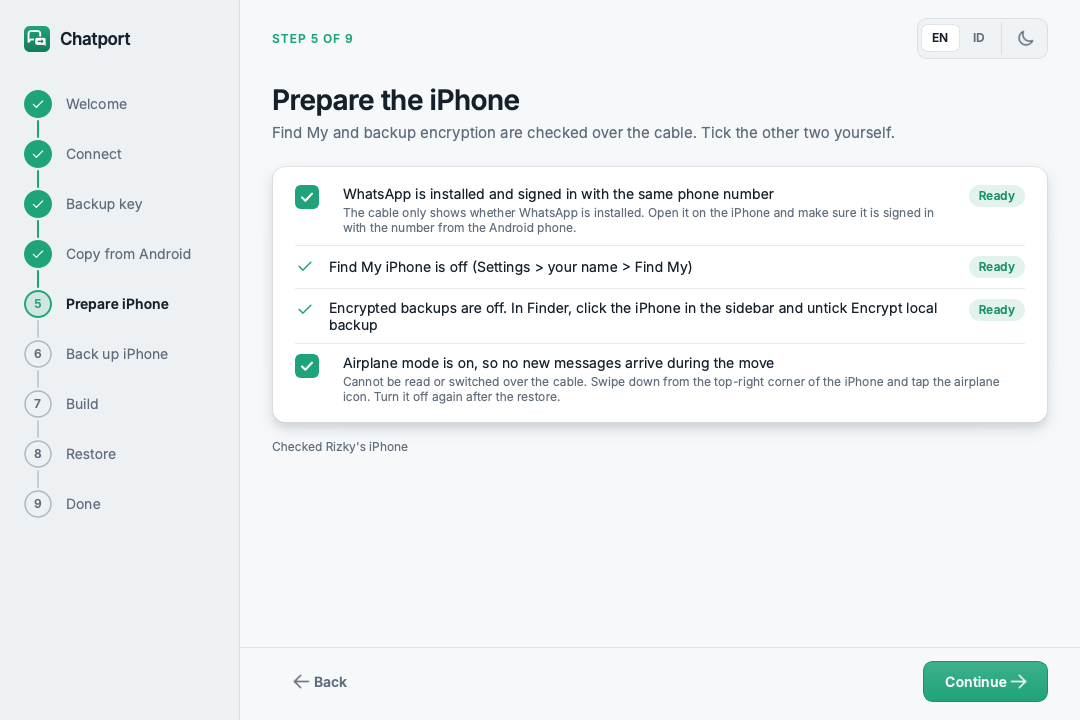 Chatport
Welcome
Connect
Backup key
Copy from Android
5 Prepare iPhone
6 Back up iPhone
7 Build
8 Restore
9 Done
STEP 5 OF 9
EN ID
Prepare the iPhone
Find My and backup encryption are checked over the cable. Tick the other two yourself.
WhatsApp is installed and signed in with the same phone number
Ready
The cable only shows whether WhatsApp is installed. Open it on the iPhone and make sure it is signed in
with the number from the Android phone.
Find My iPhone is off (Settings > your name > Find My)
Ready
Encrypted backups are off. In Finder, click the iPhone in the sidebar and untick Encrypt local
backup
Ready
Airplane mode is on, so no new messages arrive during the move
Cannot be read or switched over the cable. Swipe down from the top-right corner of the iPhone and tap the airplane
icon. Turn it off again after the restore.
Checked Rizky's iPhone
Back
Continue